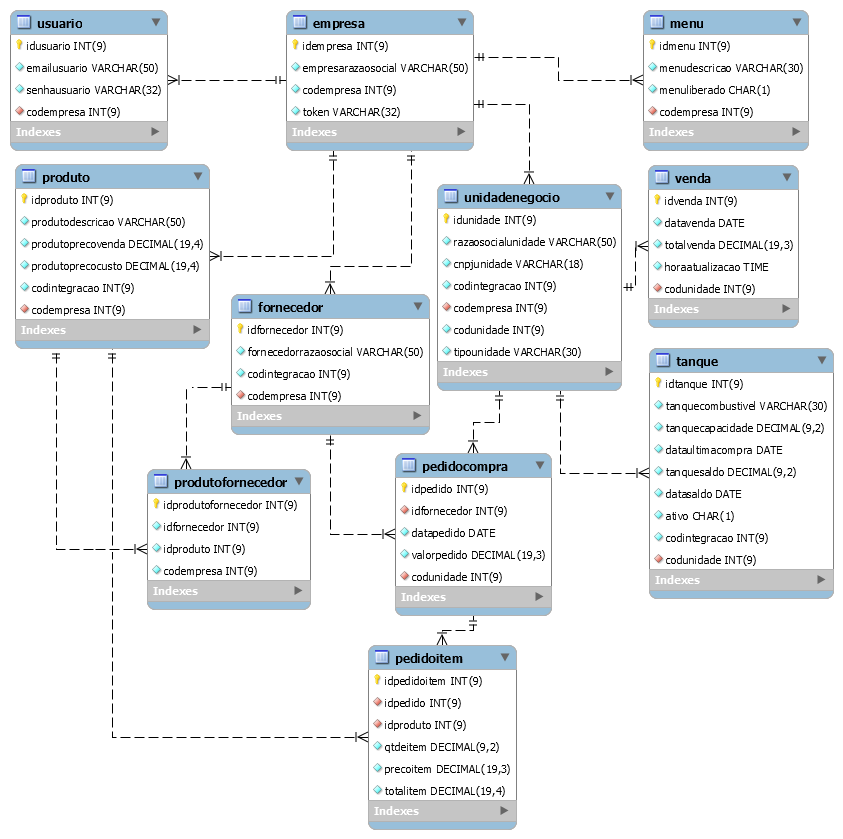 usuario
idusuario INT(9)
emailusuario VARCHAR(50)
senhausuario VARCHAR(32)
codempresa INT(9)
Indexes
empresa
idempresa INT(9)
empresarazaosocial VARCHAR(50)
codempresa INT(9)
token VARCHAR(32)
Indexes
menu
idmenu INT(9)
menudescricao VARCHAR(30)
menuliberado CHAR(1)
codempresa INT(9)
Indexes
produto
idproduto INT(9)
produtodescricao VARCHAR(50)
produtoprecovenda DECIMAL(19,4)
produtoprecocusto DECIMAL(19,4)
codintegracao INT(9)
codempresa INT(9)
Indexes
unidadenegocio
idunidade INT(9)
razaosocialunidade VARCHAR(50)
cnpjunidade VARCHAR(18)
codintegracao INT(9)
codempresa INT(9)
codunidade INT(9)
tipounidade VARCHAR(30)
Indexes
venda
idvenda INT(9)
datavenda DATE
totalvenda DECIMAL(19,3)
horaatualizacao TIME
codunidade INT(9)
Indexes
fornecedor
idfornecedor INT(9)
fornecedorrazaosocial VARCHAR(50)
codintegracao INT(9)
codempresa INT(9)
Indexes
tanque
idtanque INT(9)
tanquecombustivel VARCHAR(30)
tanquecapacidade DECIMAL(9,2)
dataultimacompra DATE
tanquesaldo DECIMAL(9,2)
datasaldo DATE
ativo CHAR(1)
codintegracao INT(9)
codunidade INT(9)
Indexes
produtofornecedor
idprodutofornecedor INT(9)
idfornecedor INT(9)
idproduto INT(9)
codempresa INT(9)
Indexes
pedidocompra
idpedido INT(9)
idfornecedor INT(9)
datapedido DATE
valorpedido DECIMAL(19,3)
codunidade INT(9)
Indexes
pedidoitem
idpedidoitem INT(9)
idpedido INT(9)
idproduto INT(9)
qtdeitem DECIMAL(9,2)
precoitem DECIMAL(19,3)
totalitem DECIMAL(19,4)
Indexes